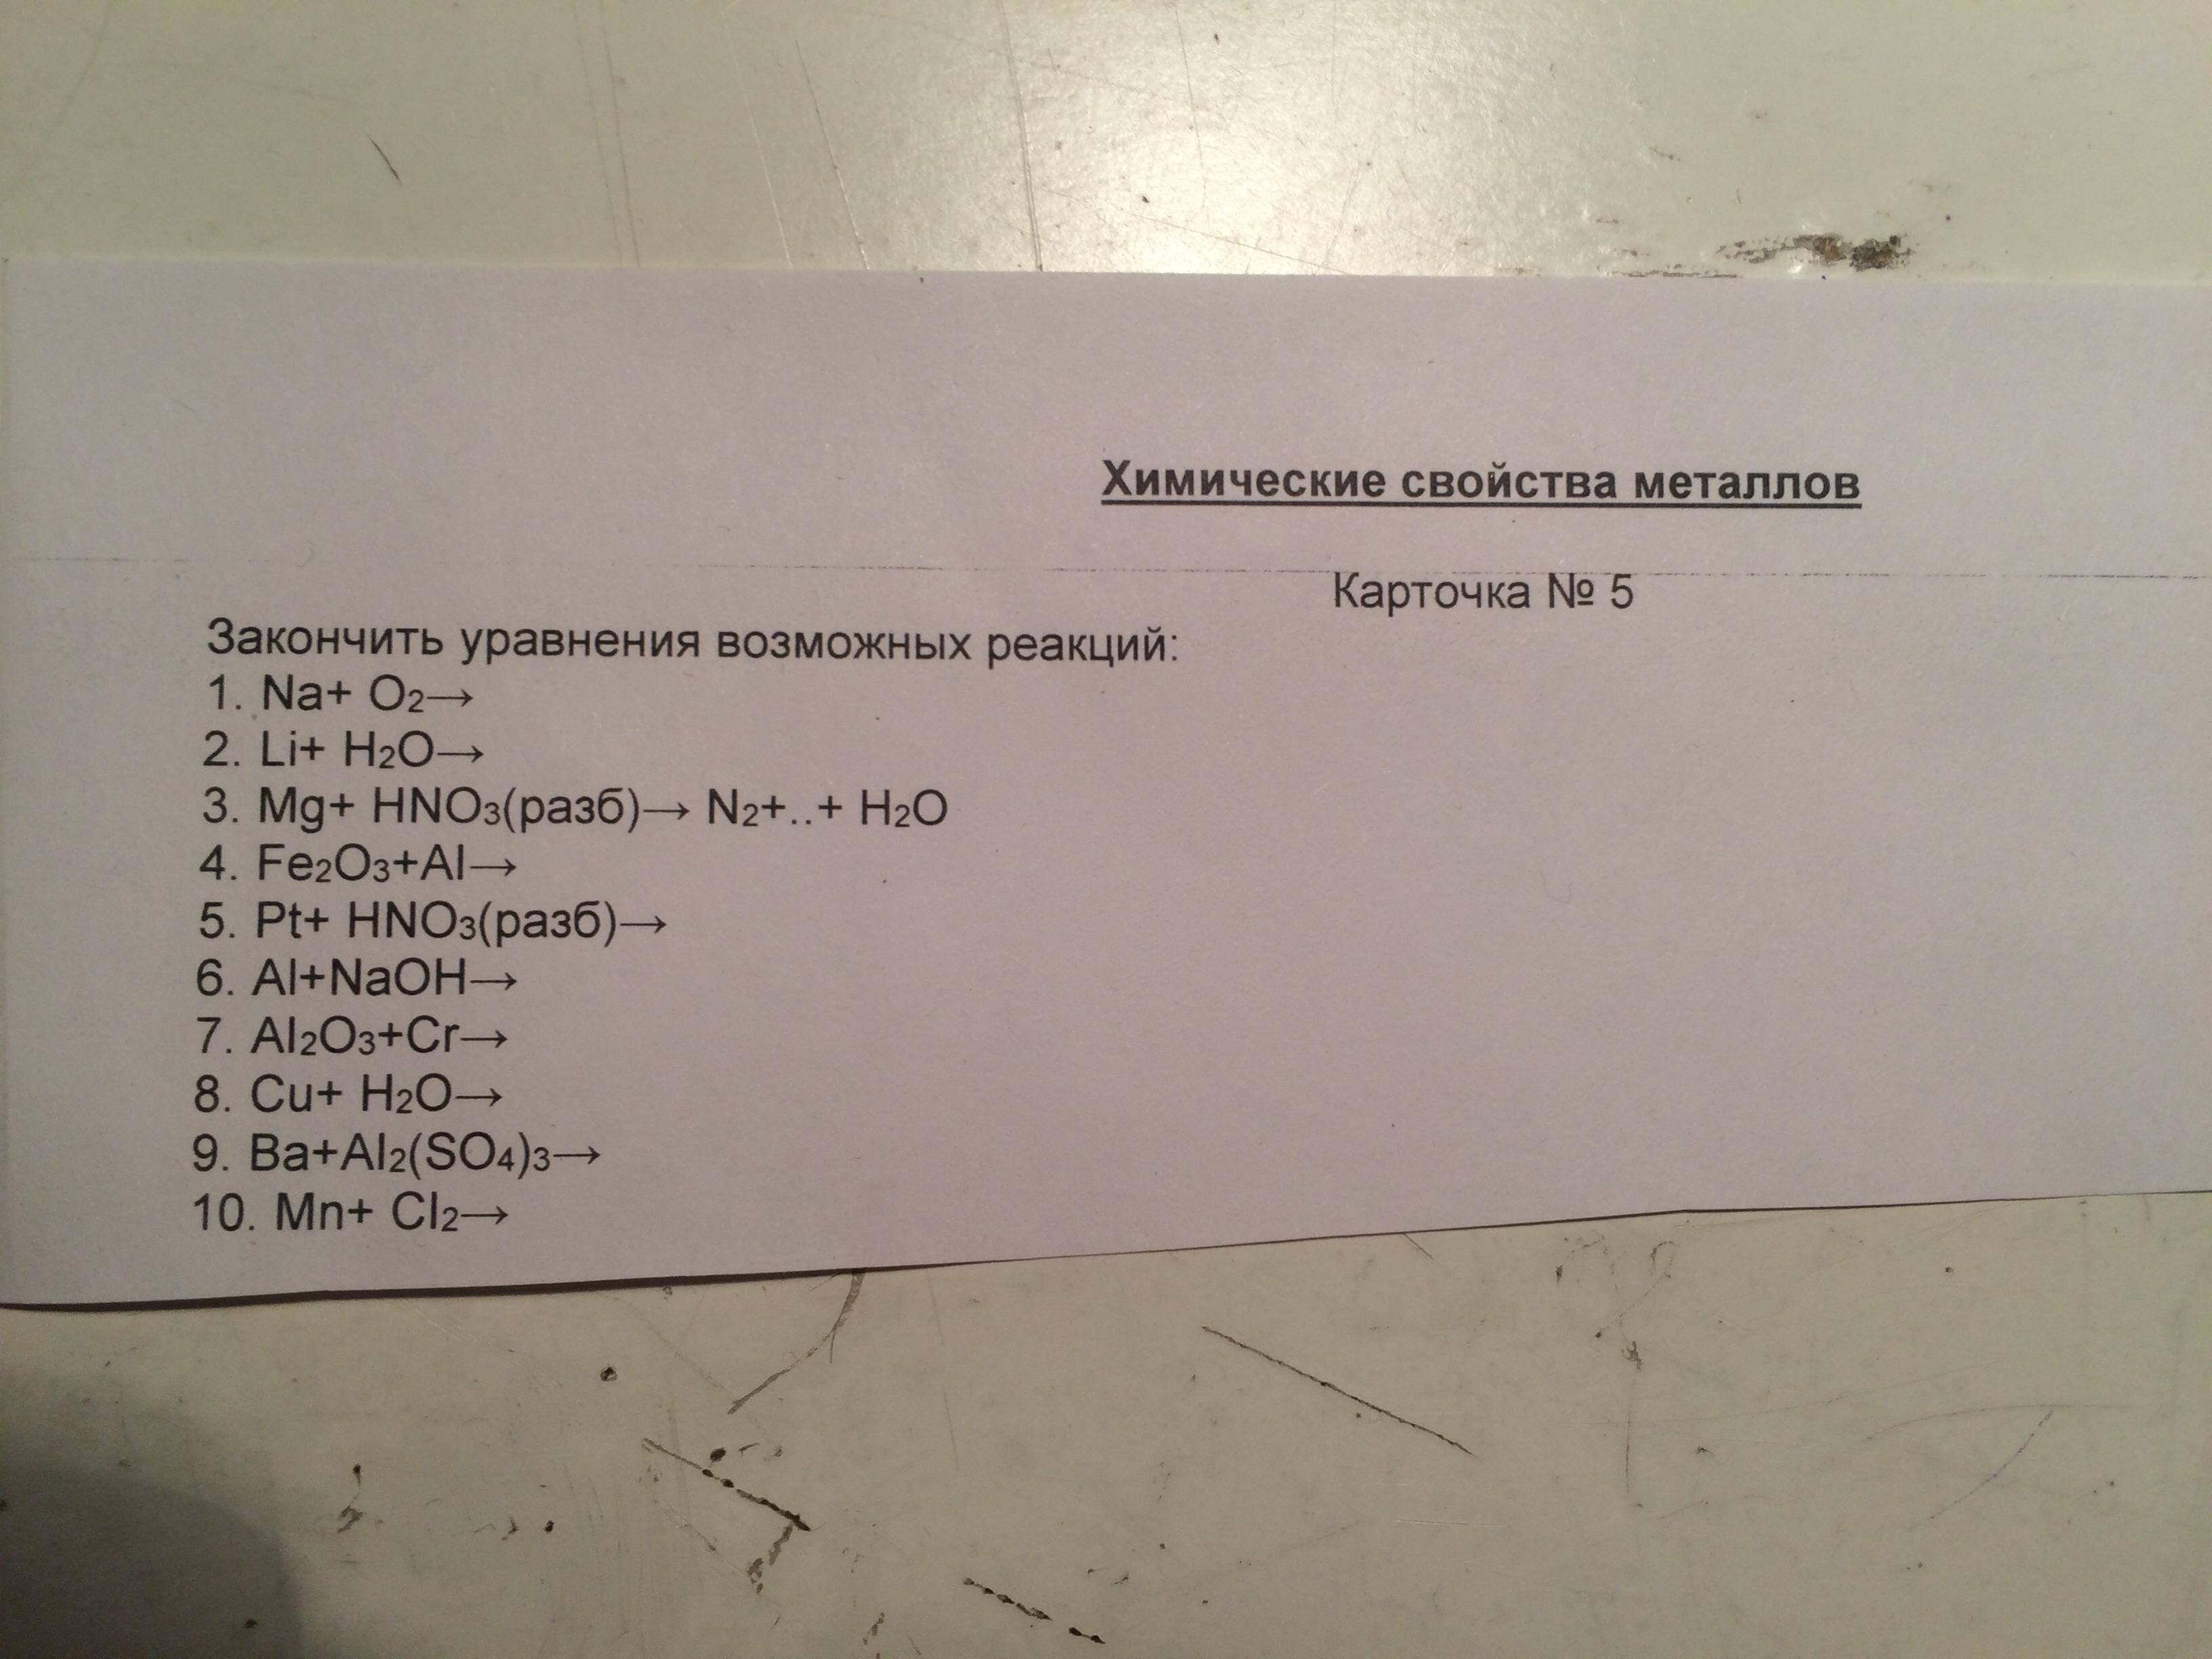 Химические свойства металлов
Карточка № 5
Закончить уравнения возможных реакций:
1. Na+ O₂→
2. Li+ H₂O→
3. Mg+ HNO₃(разб)→ N₂+..+ H₂O
4. Fe₂O₃+Al→
5. Pt+ HNO₃(разб)→
6. Al+NaOH→
7. Al₂O₃+Cr→
8. Cu+ H₂O→
9. Ba+Al₂(SO₄)₃→
10. Mn+ Cl₂→